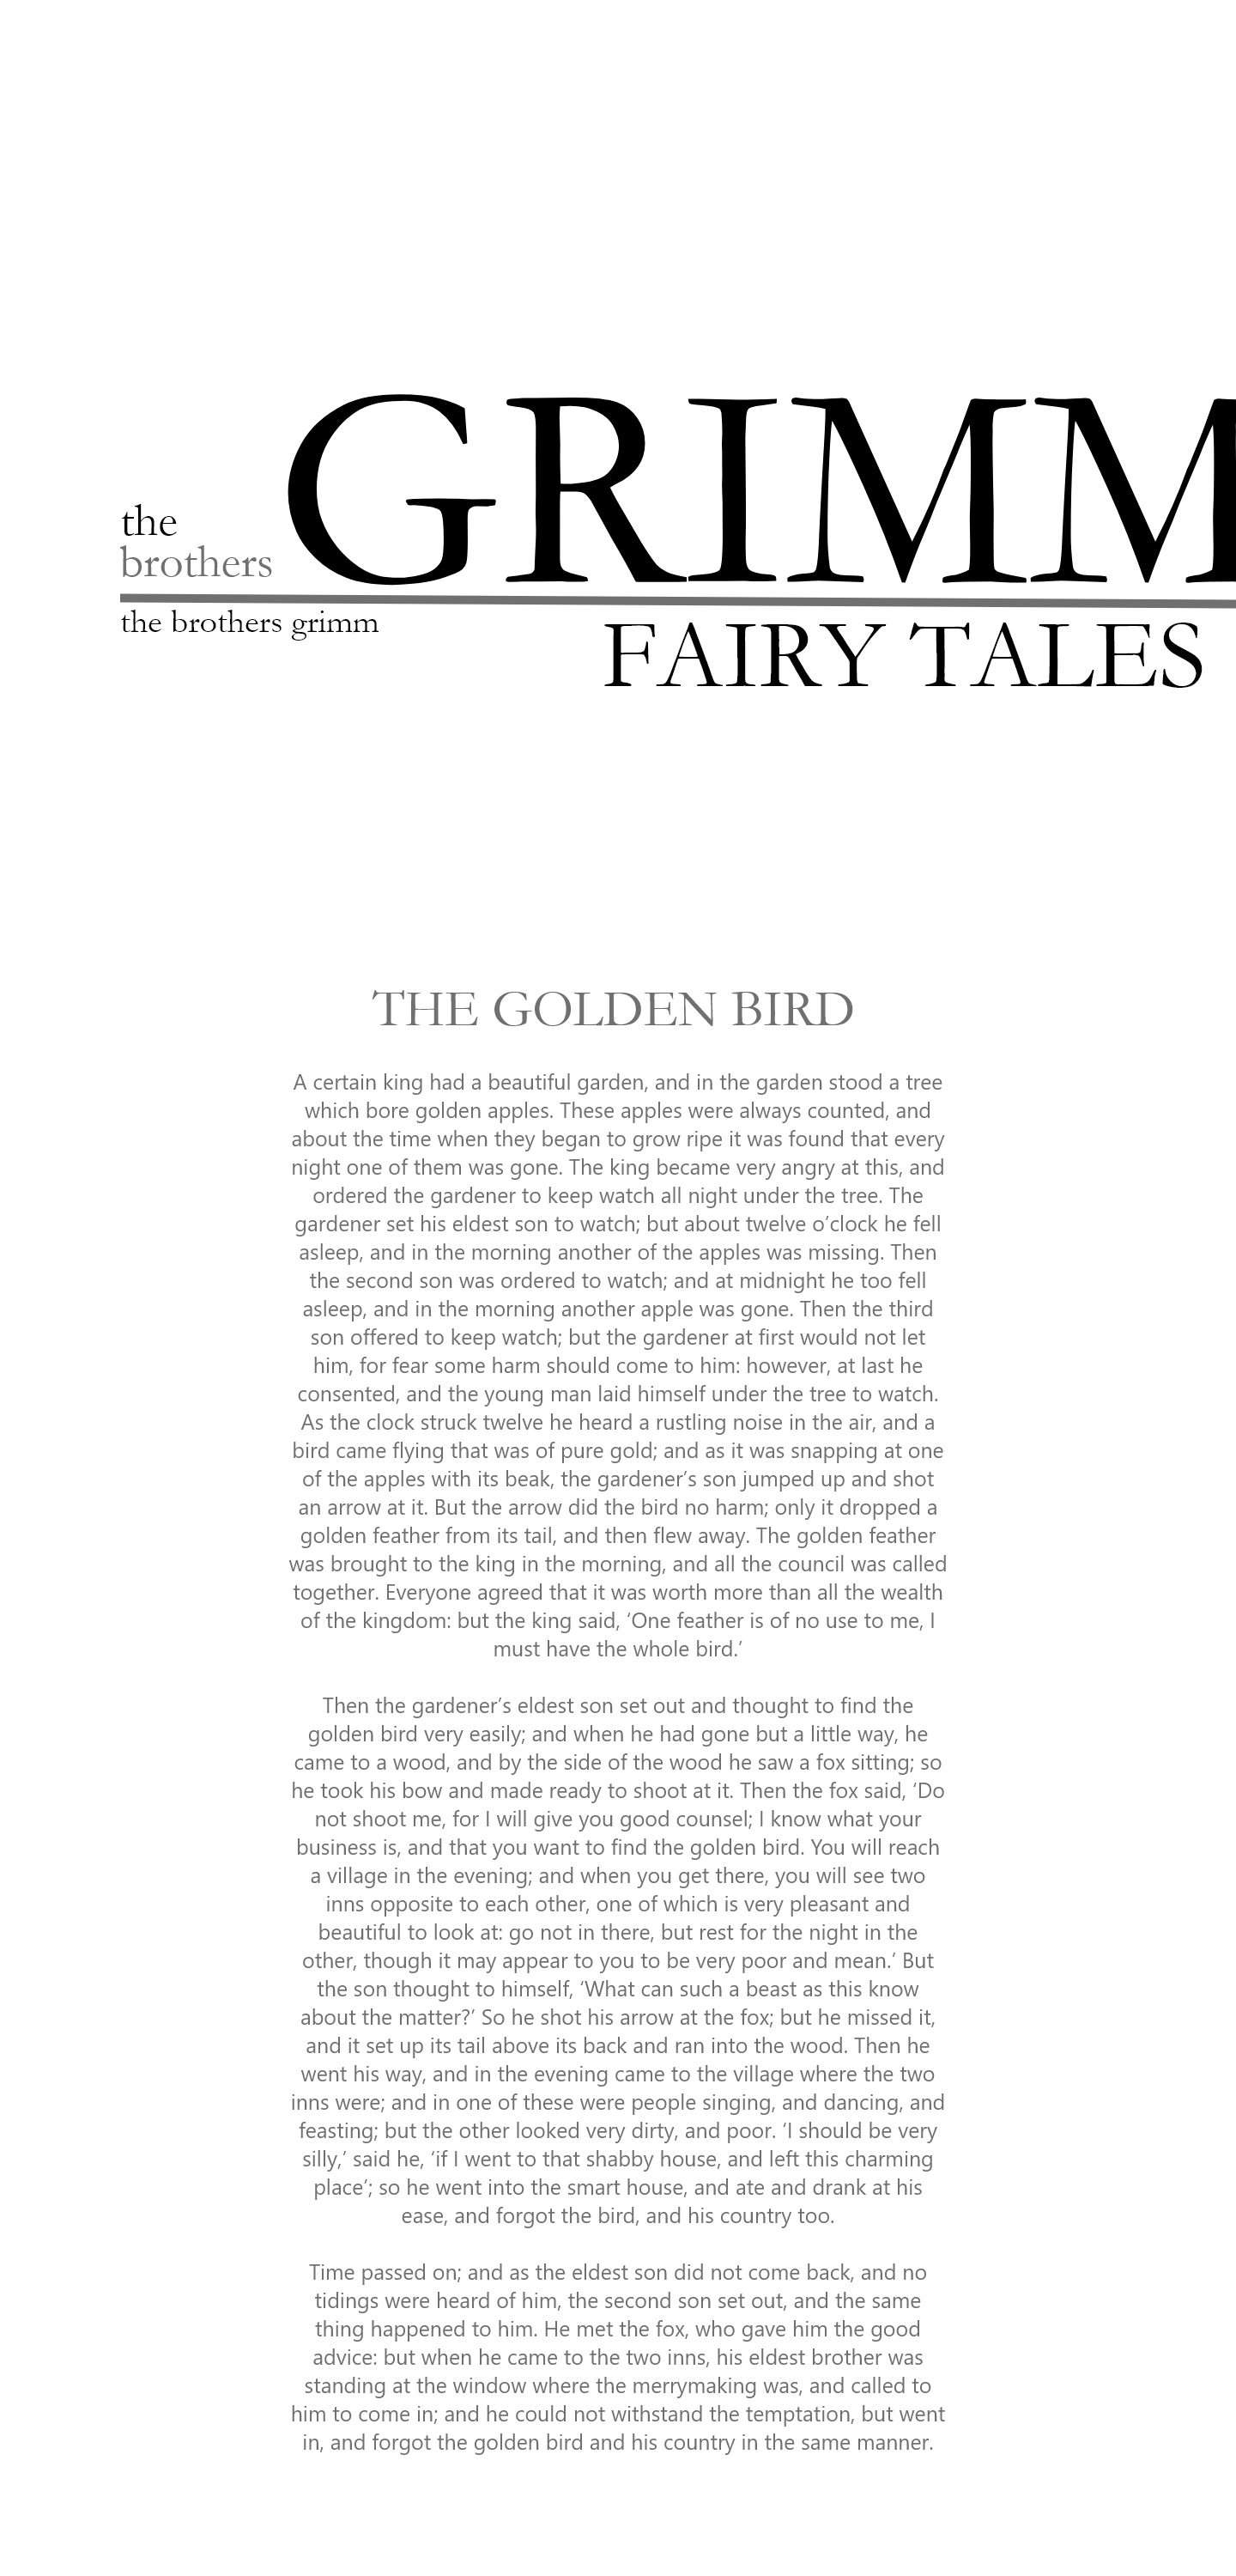 the
brothers
GRIMM
the brothers grimm
FAIRY TALES
THE GOLDEN BIRD
A certain king had a beautiful garden, and in the garden stood a tree
which bore golden apples. These apples were always counted, and
about the time when they began to grow ripe it was found that every
night one of them was gone. The king became very angry at this, and
ordered the gardener to keep watch all night under the tree. The
gardener set his eldest son to watch; but about twelve o’clock he fell
asleep, and in the morning another of the apples was missing. Then
the second son was ordered to watch; and at midnight he too fell
asleep, and in the morning another apple was gone. Then the third
son offered to keep watch; but the gardener at first would not let
him, for fear some harm should come to him: however, at last he
consented, and the young man laid himself under the tree to watch.
As the clock struck twelve he heard a rustling noise in the air, and a
bird came flying that was of pure gold; and as it was snapping at one
of the apples with its beak, the gardener’s son jumped up and shot
an arrow at it. But the arrow did the bird no harm; only it dropped a
golden feather from its tail, and then flew away. The golden feather
was brought to the king in the morning, and all the council was called
together. Everyone agreed that it was worth more than all the wealth
of the kingdom: but the king said, ‘One feather is of no use to me, I
must have the whole bird.’
Then the gardener’s eldest son set out and thought to find the
golden bird very easily; and when he had gone but a little way, he
came to a wood, and by the side of the wood he saw a fox sitting; so
he took his bow and made ready to shoot at it. Then the fox said, ‘Do
not shoot me, for I will give you good counsel; I know what your
business is, and that you want to find the golden bird. You will reach
a village in the evening; and when you get there, you will see two
inns opposite to each other, one of which is very pleasant and
beautiful to look at: go not in there, but rest for the night in the
other, though it may appear to you to be very poor and mean.’ But
the son thought to himself, ‘What can such a beast as this know
about the matter?’ So he shot his arrow at the fox; but he missed it,
and it set up its tail above its back and ran into the wood. Then he
went his way, and in the evening came to the village where the two
inns were; and in one of these were people singing, and dancing, and
feasting; but the other looked very dirty, and poor. ‘I should be very
silly,’ said he, ‘if I went to that shabby house, and left this charming
place’; so he went into the smart house, and ate and drank at his
ease, and forgot the bird, and his country too.
Time passed on; and as the eldest son did not come back, and no
tidings were heard of him, the second son set out, and the same
thing happened to him. He met the fox, who gave him the good
advice: but when he came to the two inns, his eldest brother was
standing at the window where the merrymaking was, and called to
him to come in; and he could not withstand the temptation, but went
in, and forgot the golden bird and his country in the same manner.